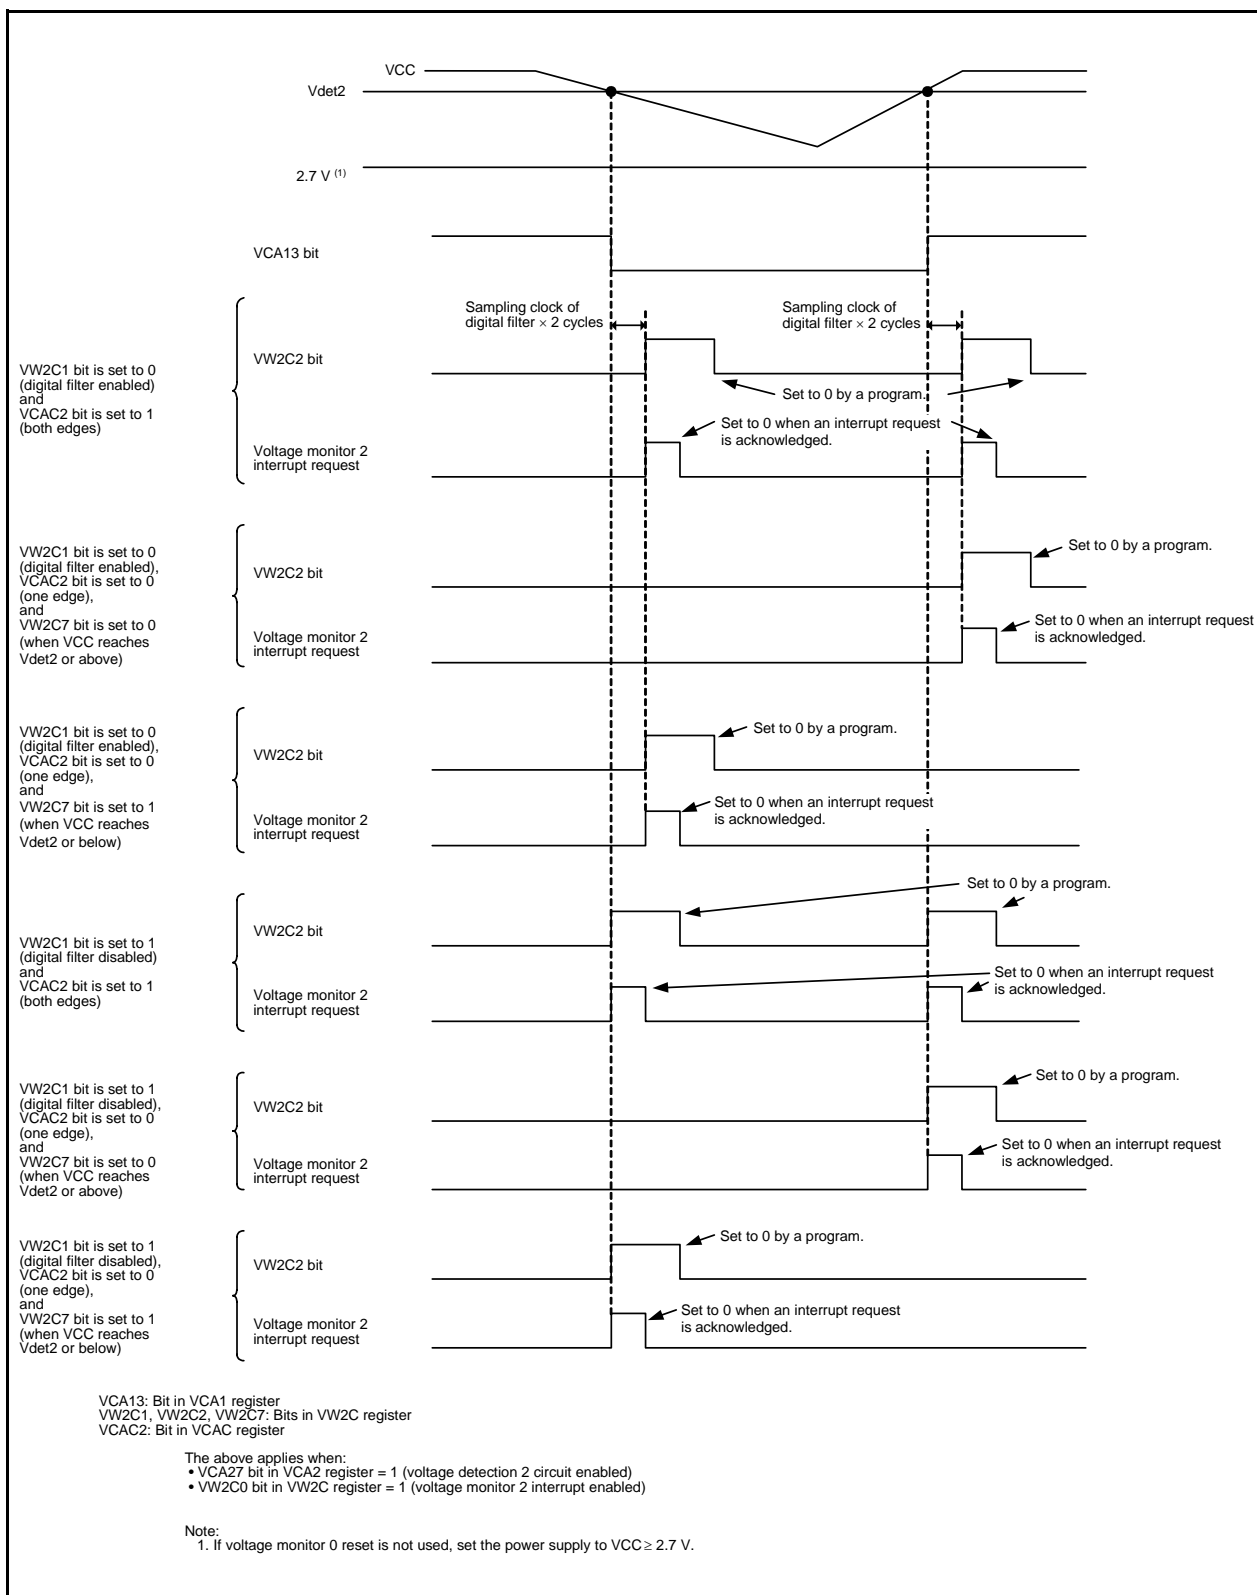 VCC
Vdet2
2.7 V (1)
VCA13 bit
Sampling clock of
digital filter × 2 cycles
Sampling clock of
digital filter × 2 cycles
VW2C1 bit is set to 0
(digital filter enabled)
and
VCAC2 bit is set to 1
(both edges)
VW2C2 bit
Set to 0 by a program.
Voltage monitor 2
interrupt request
Set to 0 when an interrupt request
is acknowledged.
VW2C1 bit is set to 0
(digital filter enabled),
VCAC2 bit is set to 0
(one edge),
and
VW2C7 bit is set to 0
(when VCC reaches
Vdet2 or above)
VW2C2 bit
Set to 0 by a program.
Voltage monitor 2
interrupt request
Set to 0 when an interrupt request
is acknowledged.
VW2C1 bit is set to 0
(digital filter enabled),
VCAC2 bit is set to 0
(one edge),
and
VW2C7 bit is set to 1
(when VCC reaches
Vdet2 or below)
VW2C2 bit
Set to 0 by a program.
Voltage monitor 2
interrupt request
Set to 0 when an interrupt request
is acknowledged.
VW2C1 bit is set to 1
(digital filter disabled)
and
VCAC2 bit is set to 1
(both edges)
VW2C2 bit
Set to 0 by a program.
Voltage monitor 2
interrupt request
Set to 0 when an interrupt request
is acknowledged.
VW2C1 bit is set to 1
(digital filter disabled),
VCAC2 bit is set to 0
(one edge),
and
VW2C7 bit is set to 0
(when VCC reaches
Vdet2 or above)
VW2C2 bit
Set to 0 by a program.
Voltage monitor 2
interrupt request
Set to 0 when an interrupt request
is acknowledged.
VW2C1 bit is set to 1
(digital filter disabled),
VCAC2 bit is set to 0
(one edge),
and
VW2C7 bit is set to 1
(when VCC reaches
Vdet2 or below)
VW2C2 bit
Set to 0 by a program.
Voltage monitor 2
interrupt request
Set to 0 when an interrupt request
is acknowledged.
VCA13: Bit in VCA1 register
VW2C1, VW2C2, VW2C7: Bits in VW2C register
VCAC2: Bit in VCAC register
The above applies when:
• VCA27 bit in VCA2 register = 1 (voltage detection 2 circuit enabled)
• VW2C0 bit in VW2C register = 1 (voltage monitor 2 interrupt enabled)
Note:
1. If voltage monitor 0 reset is not used, set the power supply to VCC ≥ 2.7 V.